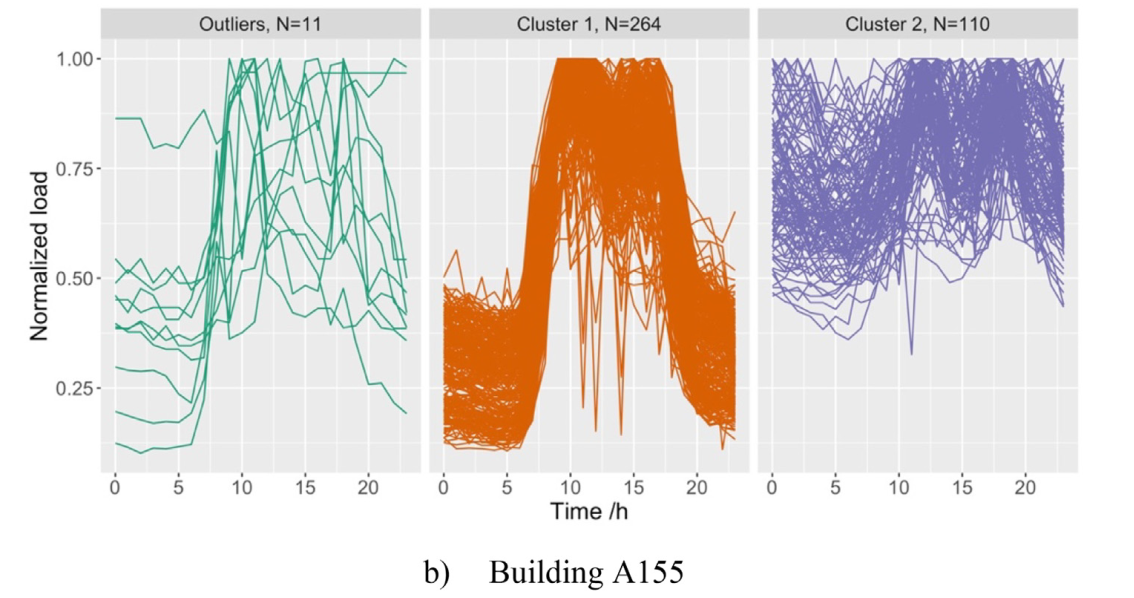 Outliers, N=11
Cluster 1, N=264
Cluster 2, N=110
Normalized load
1.00
0.75
0.50
0.25
0 5 10 15 20
0 5 10 15 20
0 5 10 15 20
Time /h
b) Building A155